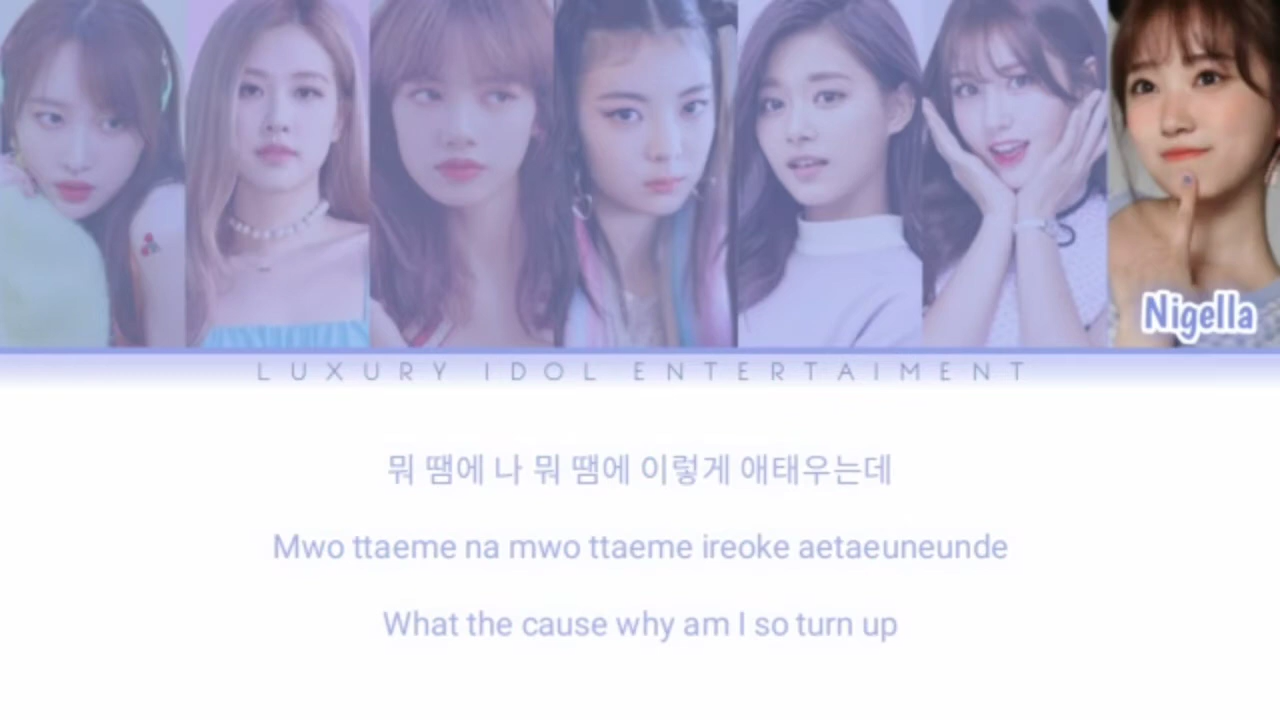 Nigella
LUXURY IDOL ENTERTAIMENT
뭐 땜에 나 뭐 땜에 이렇게 애태우는데
Mwo ttaeme na mwo ttaeme ireoke aetaeuneunde
What the cause why am I so turn up